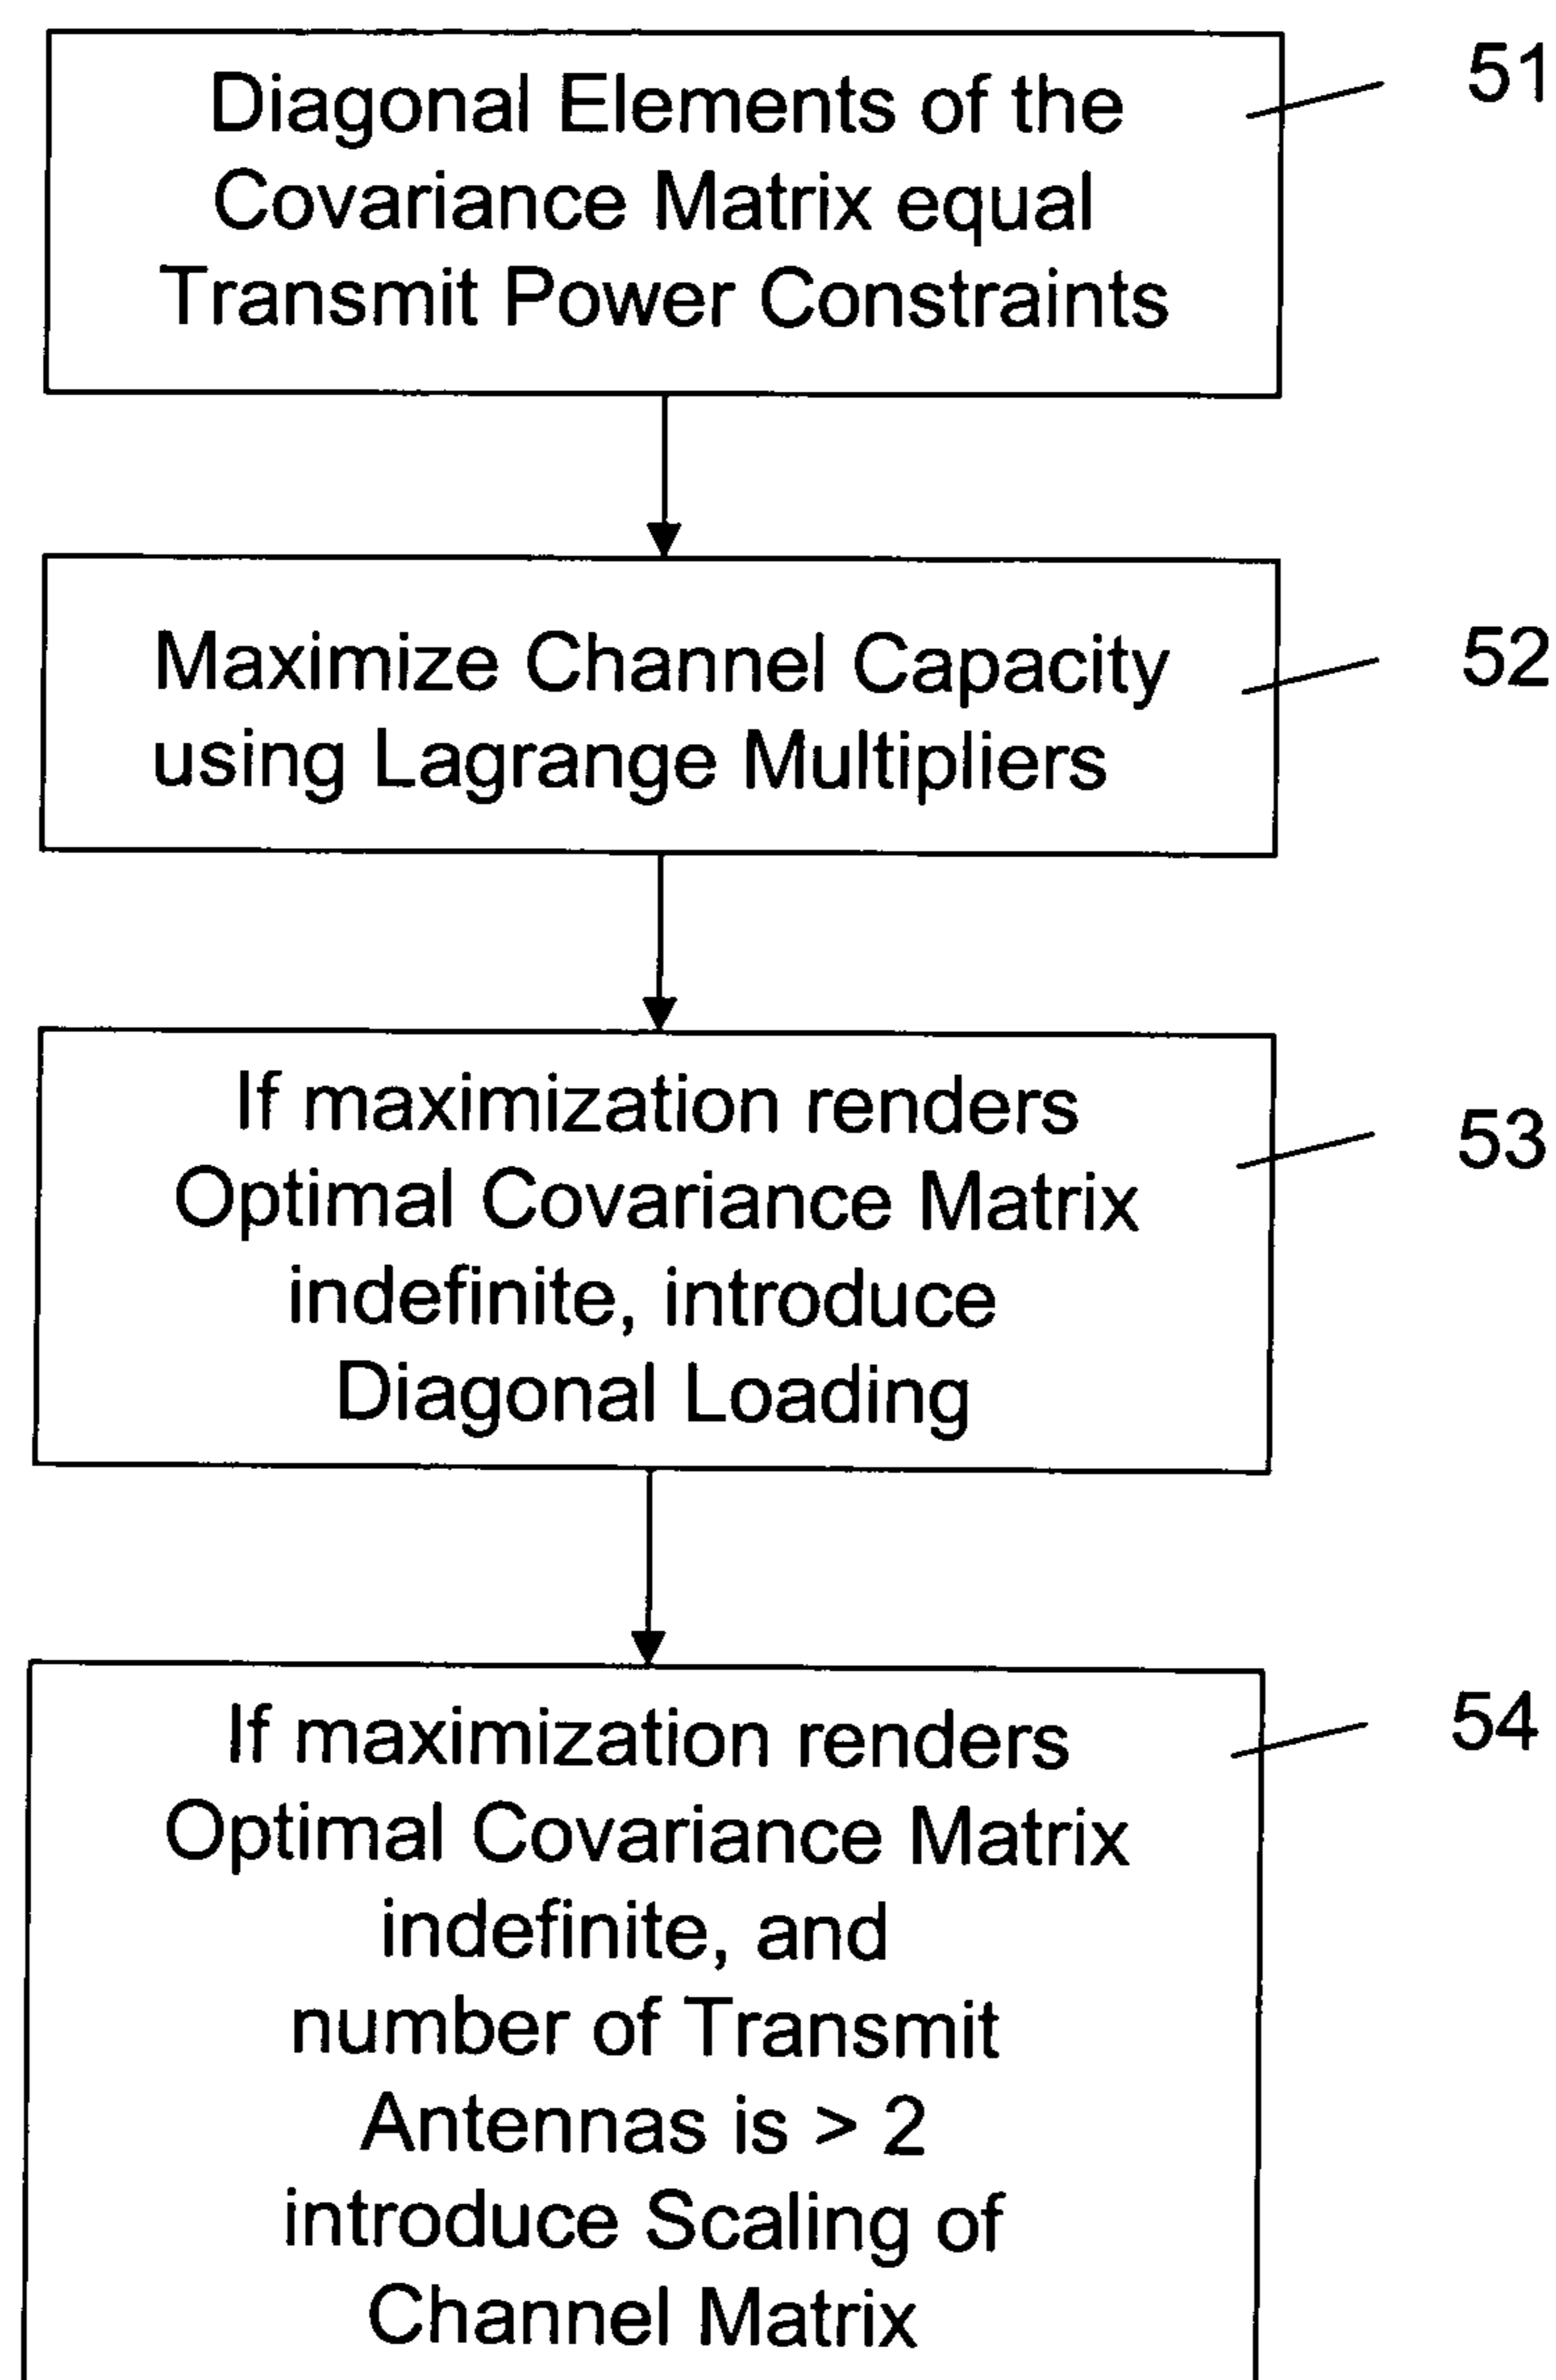 Diagonal Elements of the
Covariance Matrix equal
Transmit Power Constraints
51
Maximize Channel Capacity
using Lagrange Multipliers
52
If maximization renders
Optimal Covariance Matrix
indefinite, introduce
Diagonal Loading
53
If maximization renders
Optimal Covariance Matrix
indefinite, and
number of Transmit
Antennas is > 2
introduce Scaling of
Channel Matrix
54